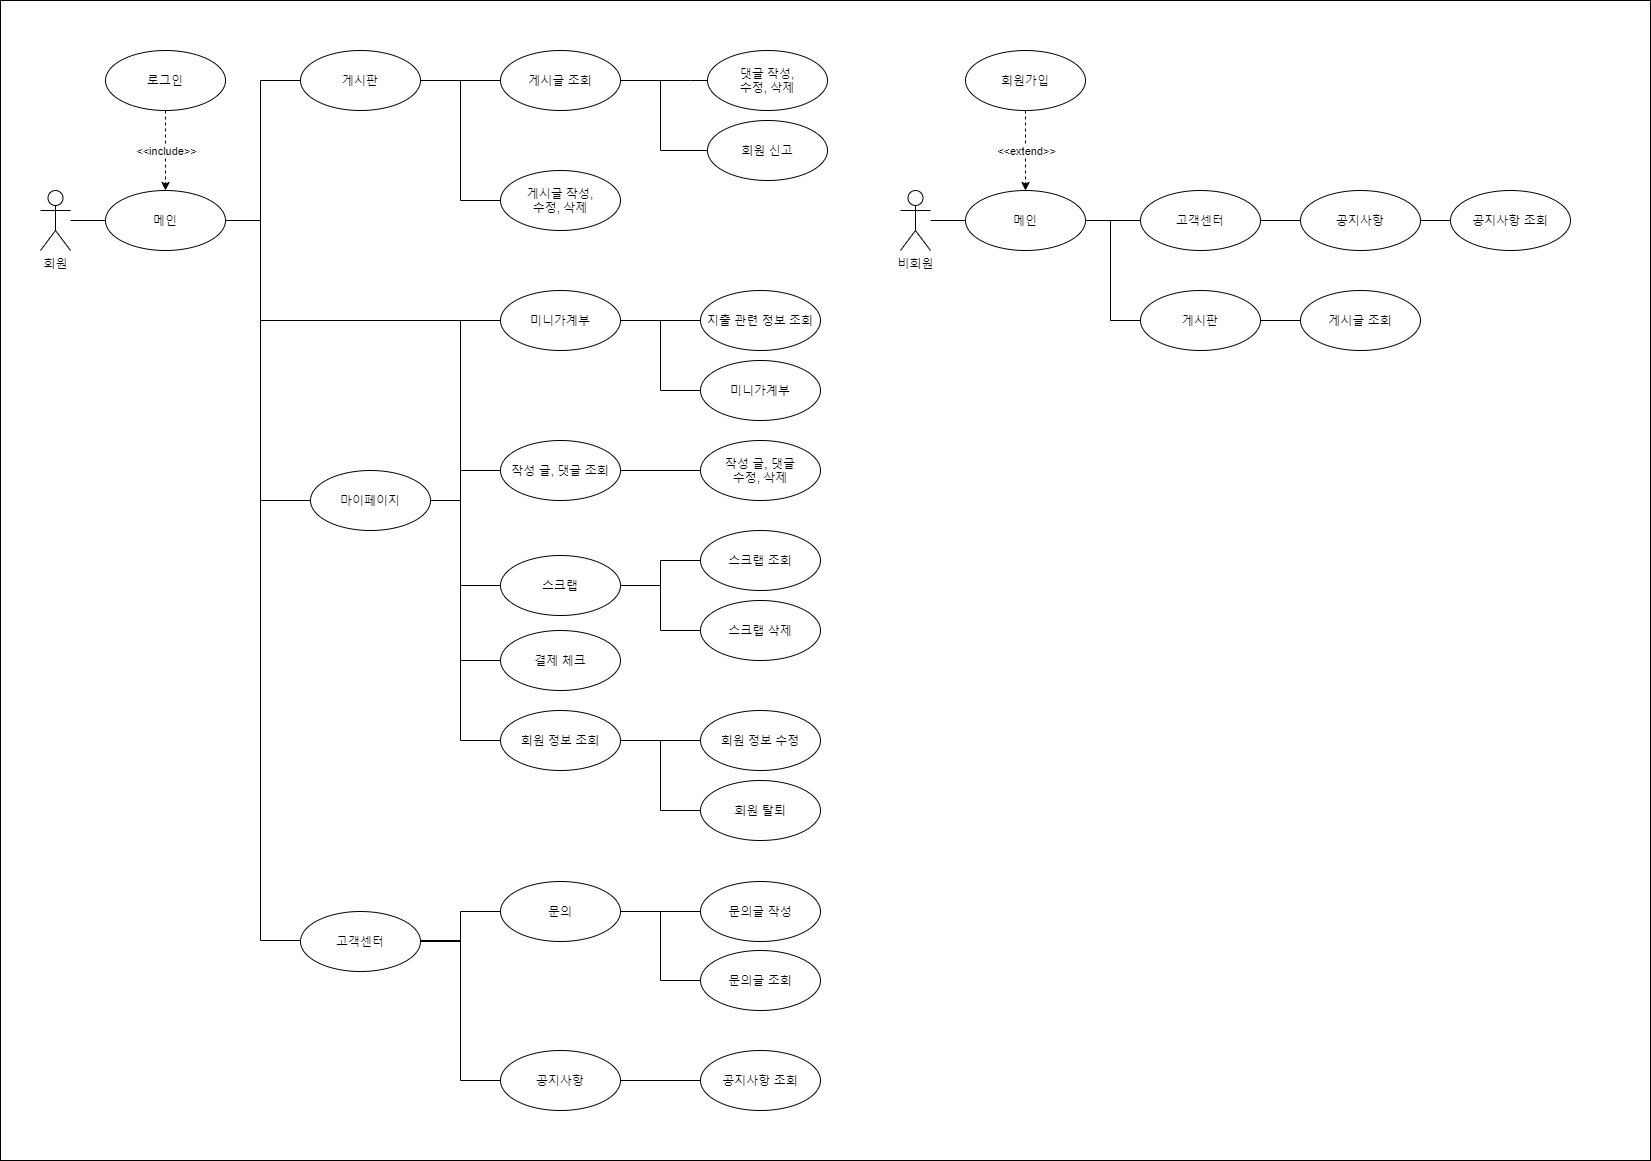 로그인
<<include>>
메인
회원
게시판
게시글 조회
댓글 작성,
수정, 삭제
회원 신고
게시글 작성,
수정, 삭제
미니가계부
지출 관련 정보 조회
미니가계부
마이페이지
작성 글, 댓글 조회
작성 글, 댓글
수정, 삭제
스크랩
스크랩 조회
스크랩 삭제
결제 체크
회원 정보 조회
회원 정보 수정
회원 탈퇴
고객센터
문의
문의글 작성
문의글 조회
공지사항
공지사항 조회
회원가입
<<extend>>
메인
비회원
고객센터
공지사항
공지사항 조회
게시판
게시글 조회